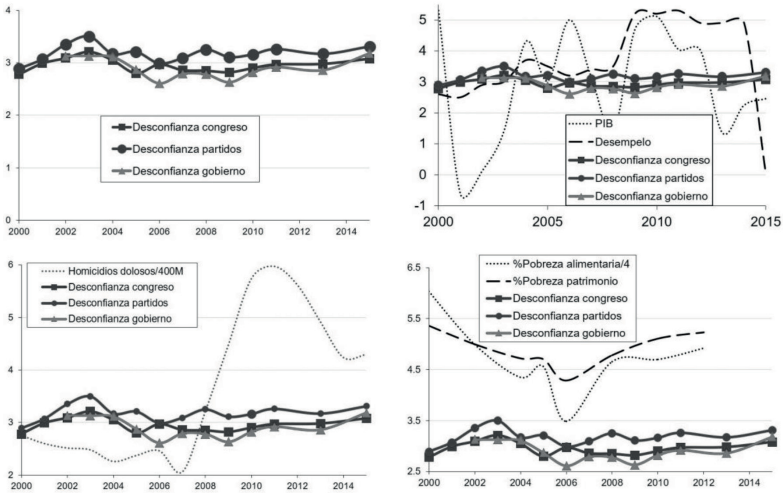 4
3
Desconfianza congreso
Desconfianza partidos
Desconfianza gobierno
1
0
2000 2002 2004 2006 2008 2010 2012 2014
5
4
3
2
1
0
-1
PIB
Desempelo
Desconfianza congreso
Desconfianza partidos
Desconfianza gobierno
2000 2005 2010 2015
6
5
4
3
2
Homicidios dolosos/400M
Desconfianza congreso
Desconfianza partidos
Desconfianza gobierno
2000 2002 2004 2006 2008 2010 2012 2014
6.5
5.5
4.5
3.5
2.5
%Pobreza alimentaria/4
%Pobreza patrimonio
Desconfianza congreso
Desconfianza partidos
Desconfianza gobierno
2000 2002 2004 2006 2008 2010 2012 2014